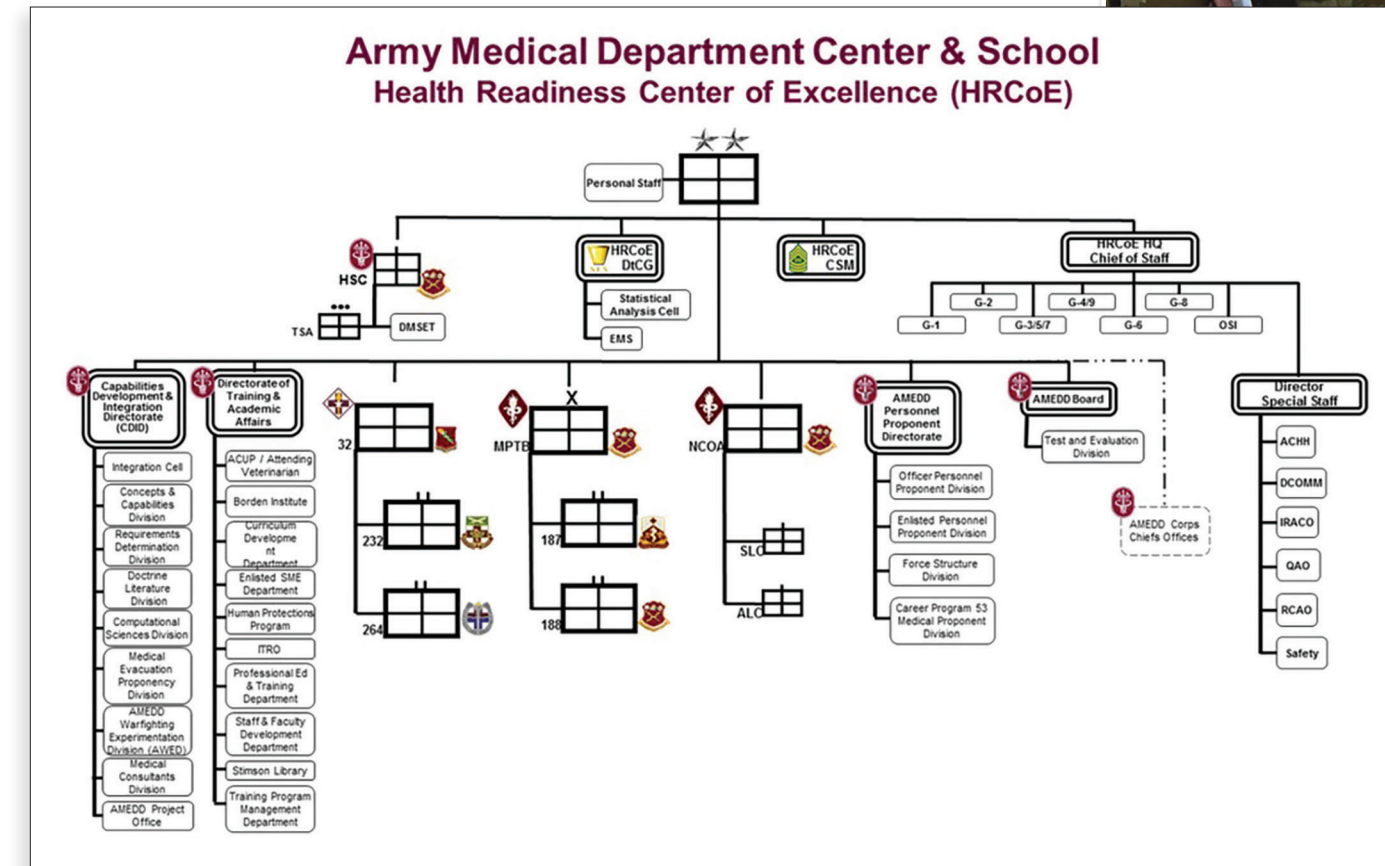 Army Medical Department Center & School
Health Readiness Center of Excellence (HRCoE)
Personal Staff
HSC
TSA
DMSET
HRCoE
DtCG
Statistical
Analysis Cell
EMS
HRCoE
CSM
HRCoE HQ
Chief of Staff
G-1
G-2
G-3/5/7
G-4/9
G-6
G-8
OSI
Capabilities
Development &
Integration
Directorate
(CDID)
Integration Cell
Concepts &
Capabilities
Division
Requirements
Determination
Division
Doctrine
Literature
Division
Computational
Sciences Division
Medical
Evacuation
Proponency
Division
AMEDD
Warfighting
Experimentation
Division (AWED)
Medical
Consultants
Division
AMEDD Project
Office
Directorate of
Training &
Academic
Affairs
ACUP / Attending
Veterinarian
Borden Institute
Curriculum
Developme
nt
Department
Enlisted SME
Department
Human Protections
Program
ITRO
Professional Ed
& Training
Department
Staff & Faculty
Development
Department
Stimson Library
Training Program
Management
Department
32
232
264
X
MPTB
187
188
NCOA
SLC
ALC
AMEDD
Personnel
Proponent
Directorate
Officer Personnel
Proponent Division
Enlisted Personnel
Proponent Division
Force Structure
Division
Career Program 53
Medical Proponent
Division
AMEDD Board
Test and Evaluation
Division
AMEDD Corps
Chiefs Offices
Director
Special Staff
ACHH
DCOMM
IRACO
QAO
RCAO
Safety